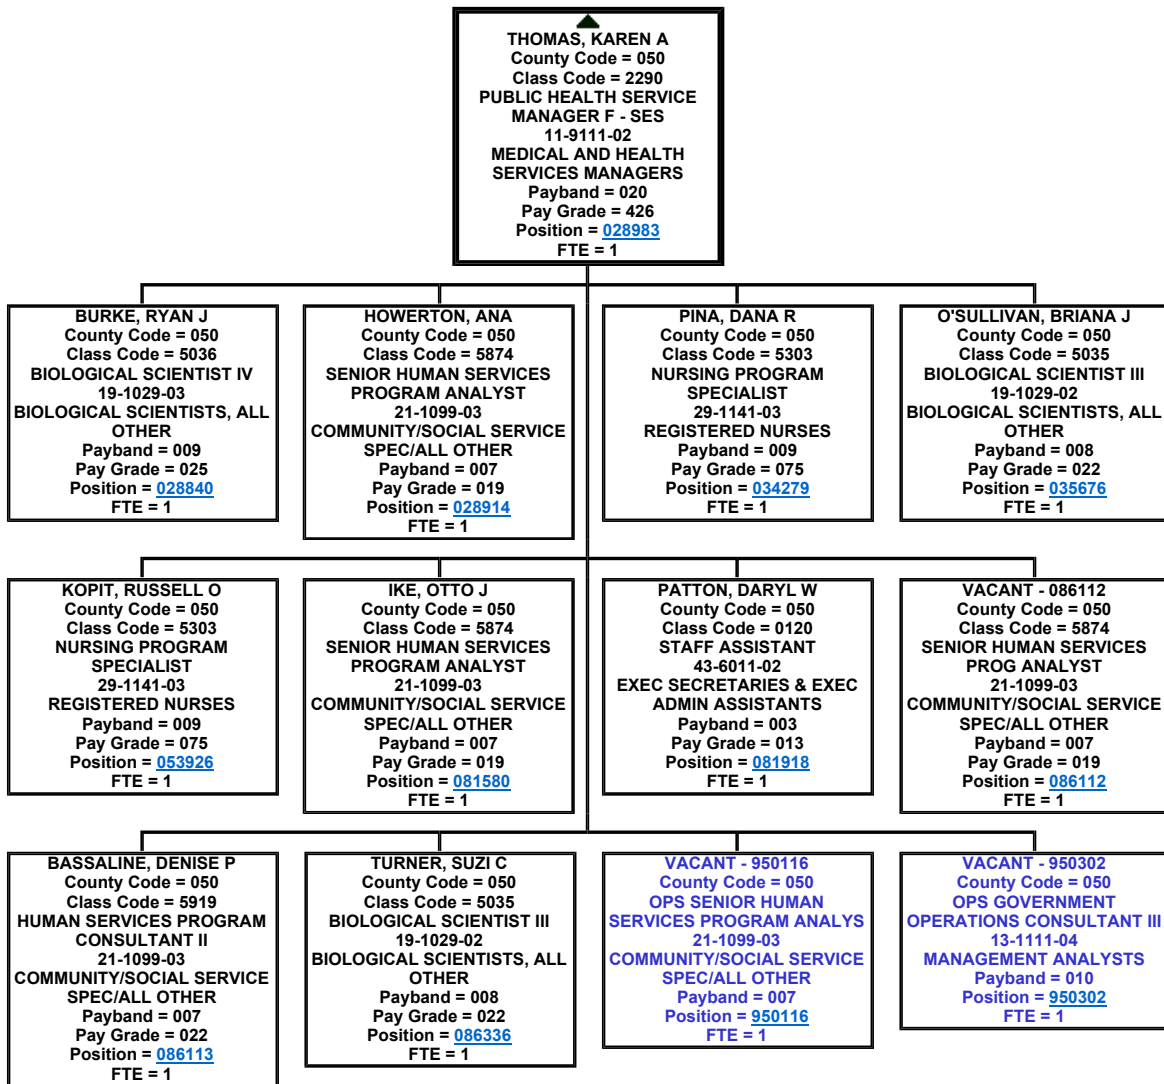 THOMAS, KAREN A
County Code = 050
Class Code = 2290
PUBLIC HEALTH SERVICE
MANAGER F - SES
11-9111-02
MEDICAL AND HEALTH
SERVICES MANAGERS
Payband = 020
Pay Grade = 426
Position = 028983
FTE = 1
BURKE, RYAN J
County Code = 050
Class Code = 5036
BIOLOGICAL SCIENTIST IV
19-1029-03
BIOLOGICAL SCIENTISTS, ALL
OTHER
Payband = 009
Pay Grade = 025
Position = 028840
FTE = 1
HOWERTON, ANA
County Code = 050
Class Code = 5874
SENIOR HUMAN SERVICES
PROGRAM ANALYST
21-1099-03
COMMUNITY/SOCIAL SERVICE
SPEC/ALL OTHER
Payband = 007
Pay Grade = 019
Position = 028914
FTE = 1
PINA, DANA R
County Code = 050
Class Code = 5303
NURSING PROGRAM
SPECIALIST
29-1141-03
REGISTERED NURSES
Payband = 009
Pay Grade = 075
Position = 034279
FTE = 1
O'SULLIVAN, BRIANA J
County Code = 050
Class Code = 5035
BIOLOGICAL SCIENTIST III
19-1029-02
BIOLOGICAL SCIENTISTS, ALL
OTHER
Payband = 008
Pay Grade = 022
Position = 035676
FTE = 1
KOPIT, RUSSELL O
County Code = 050
Class Code = 5303
NURSING PROGRAM
SPECIALIST
29-1141-03
REGISTERED NURSES
Payband = 009
Pay Grade = 075
Position = 053926
FTE = 1
IKE, OTTO J
County Code = 050
Class Code = 5874
SENIOR HUMAN SERVICES
PROGRAM ANALYST
21-1099-03
COMMUNITY/SOCIAL SERVICE
SPEC/ALL OTHER
Payband = 007
Pay Grade = 019
Position = 081580
FTE = 1
PATTON, DARYL W
County Code = 050
Class Code = 0120
STAFF ASSISTANT
43-6011-02
EXEC SECRETARIES & EXEC
ADMIN ASSISTANTS
Payband = 003
Pay Grade = 013
Position = 081918
FTE = 1
VACANT - 086112
County Code = 050
Class Code = 5874
SENIOR HUMAN SERVICES
PROG ANALYST
21-1099-03
COMMUNITY/SOCIAL SERVICE
SPEC/ALL OTHER
Payband = 007
Pay Grade = 019
Position = 086112
FTE = 1
BASSALINE, DENISE P
County Code = 050
Class Code = 5919
HUMAN SERVICES PROGRAM
CONSULTANT II
21-1099-03
COMMUNITY/SOCIAL SERVICE
SPEC/ALL OTHER
Payband = 007
Pay Grade = 022
Position = 086113
FTE = 1
TURNER, SUZI C
County Code = 050
Class Code = 5035
BIOLOGICAL SCIENTIST III
19-1029-02
BIOLOGICAL SCIENTISTS, ALL
OTHER
Payband = 008
Pay Grade = 022
Position = 086336
FTE = 1
VACANT - 950116
County Code = 050
OPS SENIOR HUMAN
SERVICES PROGRAM ANALYS
21-1099-03
COMMUNITY/SOCIAL SERVICE
SPEC/ALL OTHER
Payband = 007
Position = 950116
FTE = 1
VACANT - 950302
County Code = 050
OPS GOVERNMENT
OPERATIONS CONSULTANT III
13-1111-04
MANAGEMENT ANALYSTS
Payband = 010
Position = 950302
FTE = 1